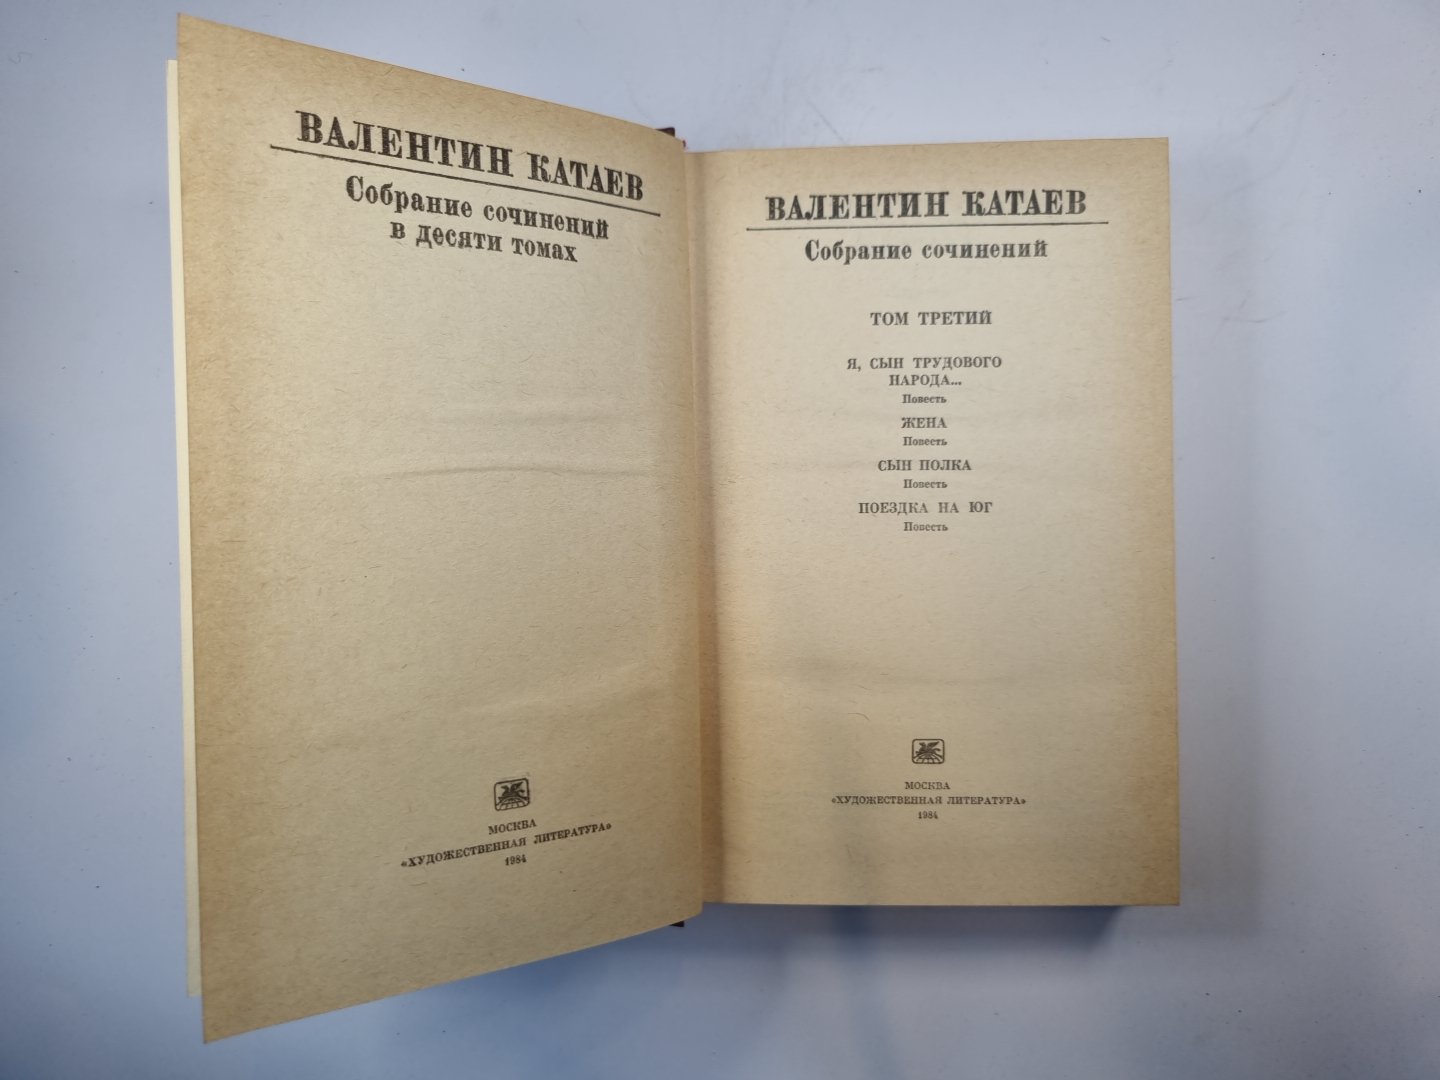 ВАЛЕНТИН КАТАЕВ
Собрание сочинений
в десяти томах
МОСКВА
«ХУДОЖЕСТВЕННАЯ ЛИТЕРАТУРА»
1984
ВАЛЕНТИН КАТАЕВ
Собрание сочинений
ТОМ ТРЕТИЙ
Я, СЫН ТРУДОВОГО
НАРОДА...
Повесть
ЖЕНА
Повесть
СЫН ПОЛКА
Повесть
ПОЕЗДКА НА ЮГ
Повесть
МОСКВА
«ХУДОЖЕСТВЕННАЯ ЛИТЕРАТУРА»
1984